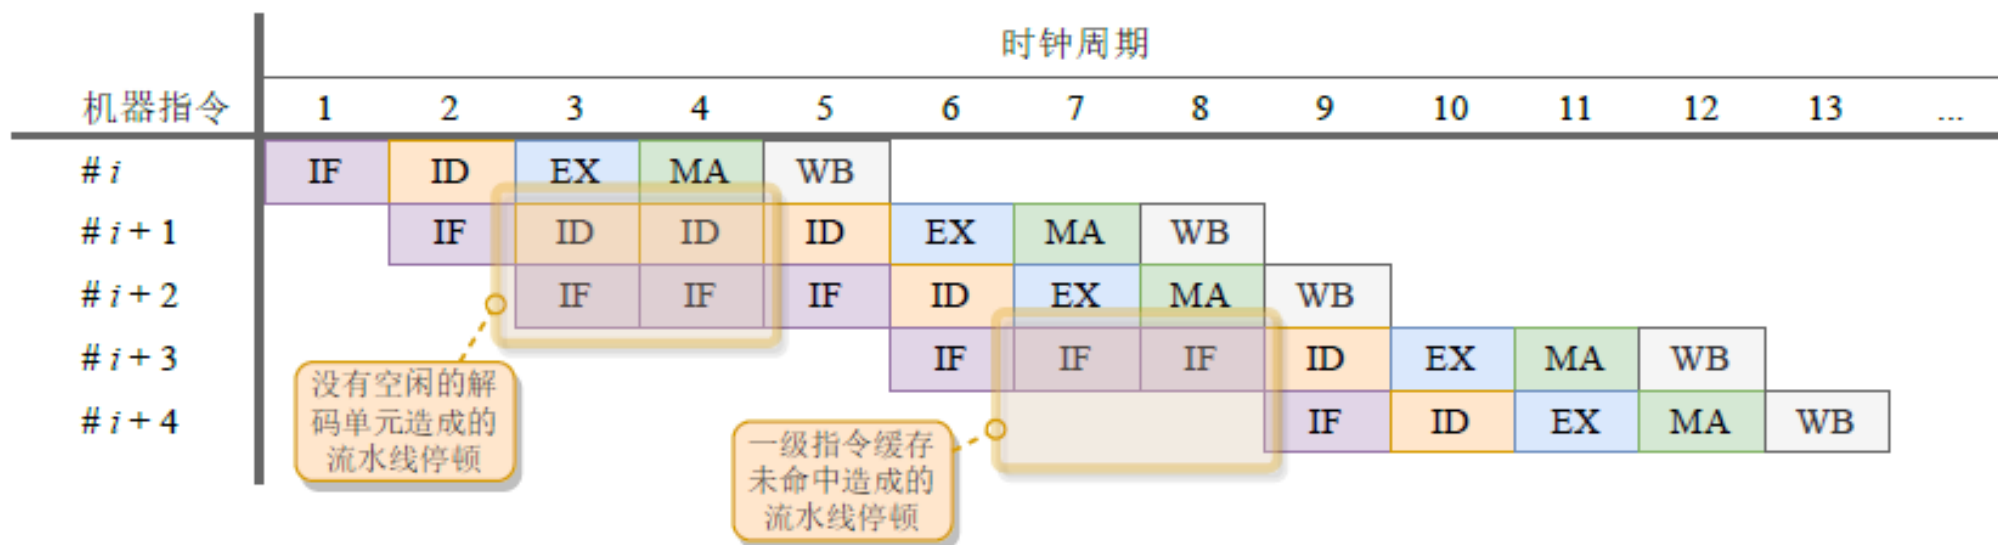 时钟周期
机器指令 1 2 3 4 5 6 7 8 9 10 11 12 13 ...
# i IF ID EX MA WB
# i + 1 IF ID ID ID EX MA WB
# i + 2 IF IF IF ID EX MA WB
# i + 3 IF IF IF ID EX MA WB
# i + 4 IF ID EX MA WB
没有空闲的解
码单元造成的
流水线停顿
一级指令缓存
未命中造成的
流水线停顿